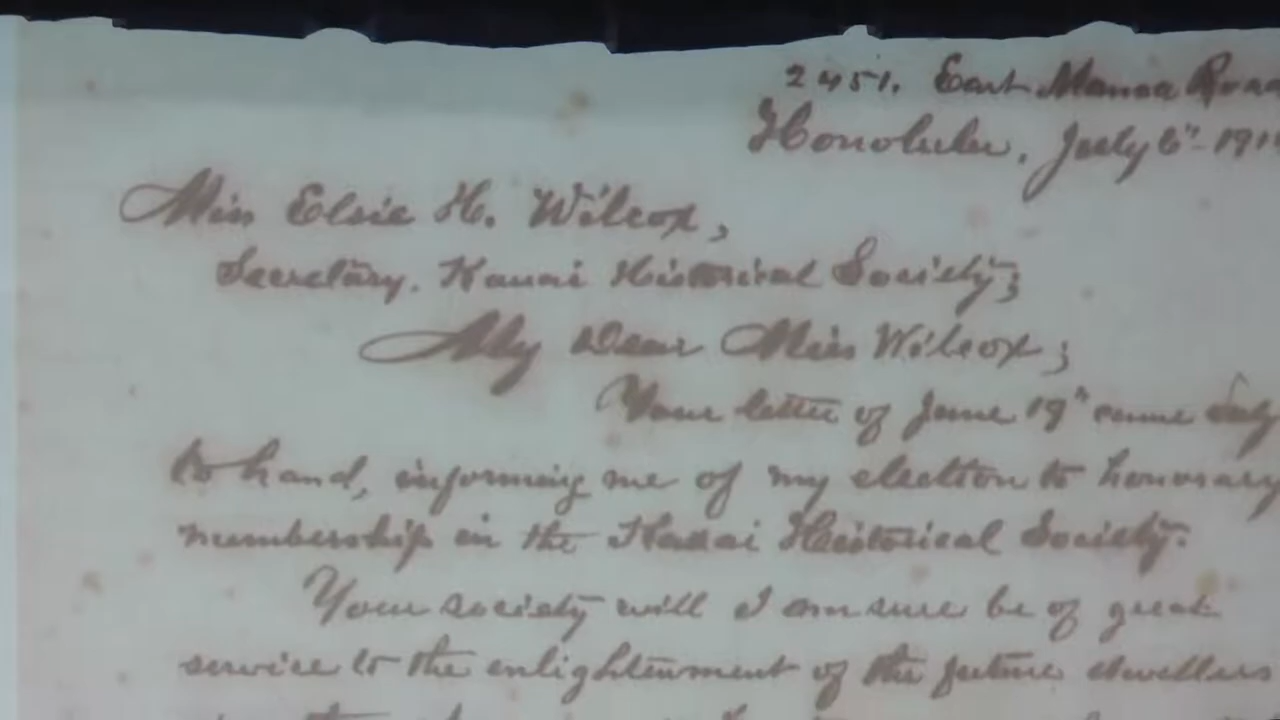 2451. East Manoa Road
Honolulu, July 6th 191
Miss Elsie H. Wilcox,
Secretary, Kauai Historical Society;
My Dear Miss Wilcox;
Your letter of June 19th came duly
to hand, informing me of my election to honorary
membership in the Kauai Historical Society.
Your society will I am sure be of great
service to the enlightenment of the future dwellers